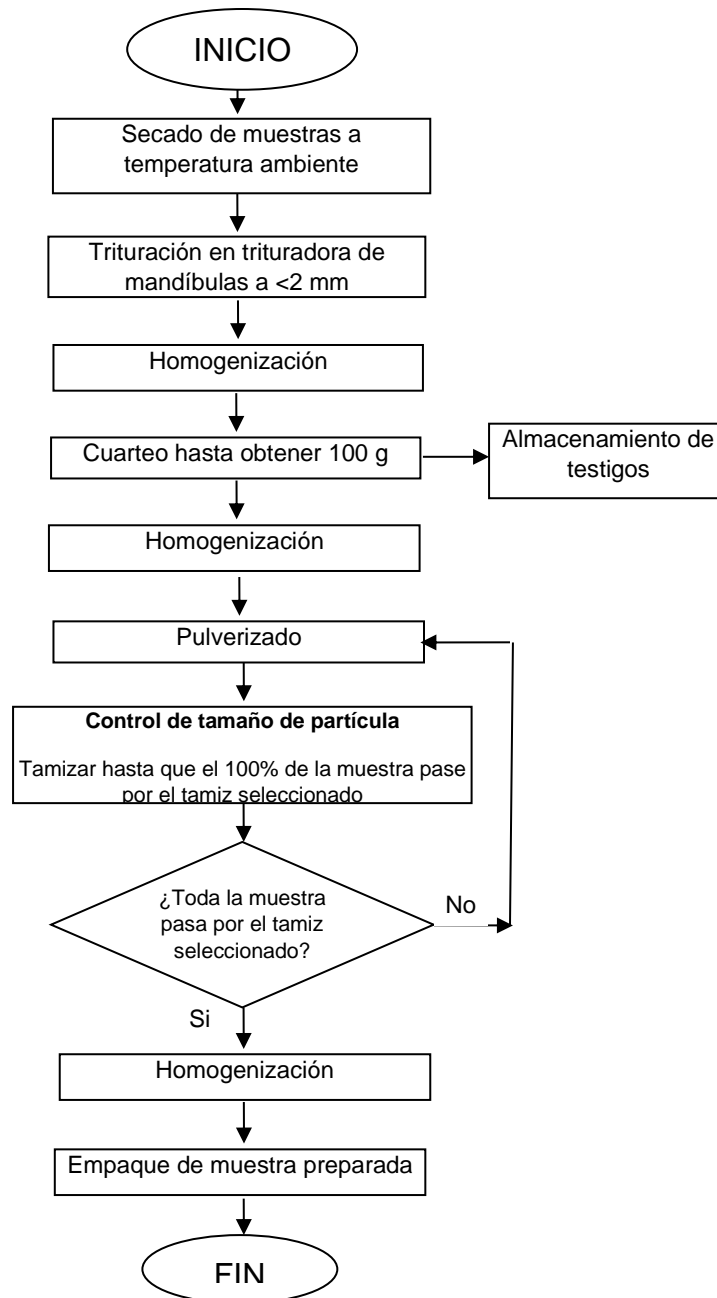 INICIO
Secado de muestras a
temperatura ambiente
Trituración en trituradora de
mandíbulas a <2 mm
Homogenización
Cuarteo hasta obtener 100 g
Almacenamiento de
testigos
Homogenización
Pulverizado
Control de tamaño de partícula
Tamizar hasta que el 100% de la muestra pase
por el tamiz seleccionado
¿Toda la muestra
pasa por el tamiz
seleccionado?
No
Si
Homogenización
Empaque de muestra preparada
FIN